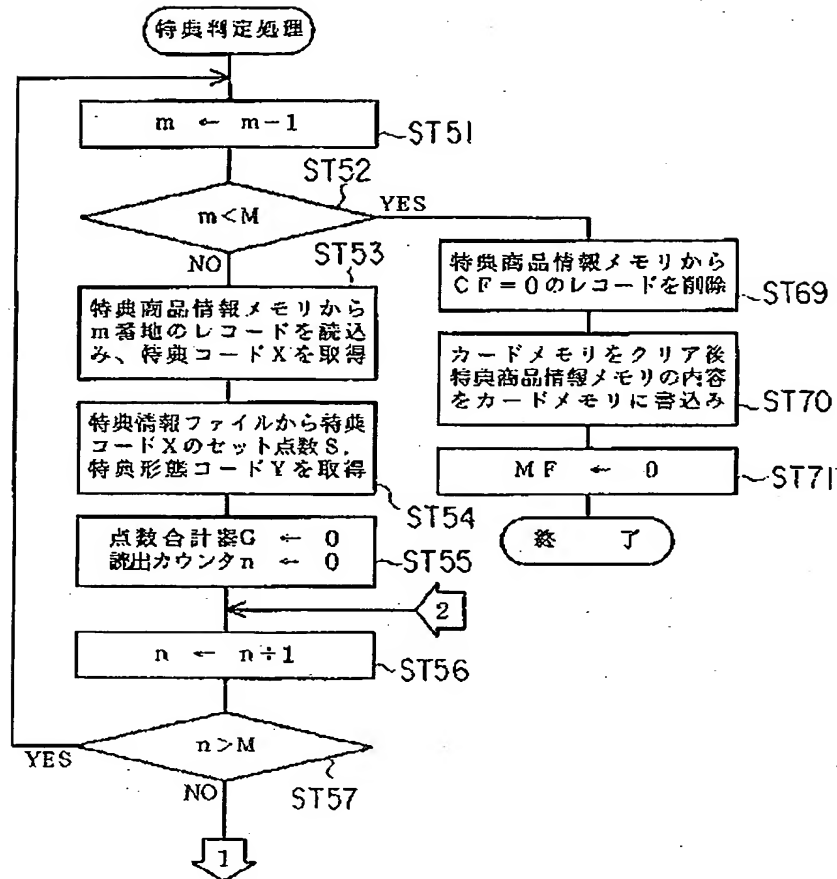 特典判定処理
m ← m-1
ST51
ST52
m<M
YES
NO
ST53
特典商品情報メモリから
m番地のレコードを読込
み、特典コードXを取得
特典商品情報メモリから
CF=0のレコードを削除
ST69
カードメモリをクリア後
特典商品情報メモリの内容
をカードメモリに書込み
ST70
特典情報ファイルから特典
コードXのセット点数S,
特典形態コードYを取得
ST54
MF ← 0
ST71
終 了
点数合計器G ← 0
読出カウンタn ← 0
ST55
2
n ← n+1
ST56
n>M
YES
NO
ST57
1